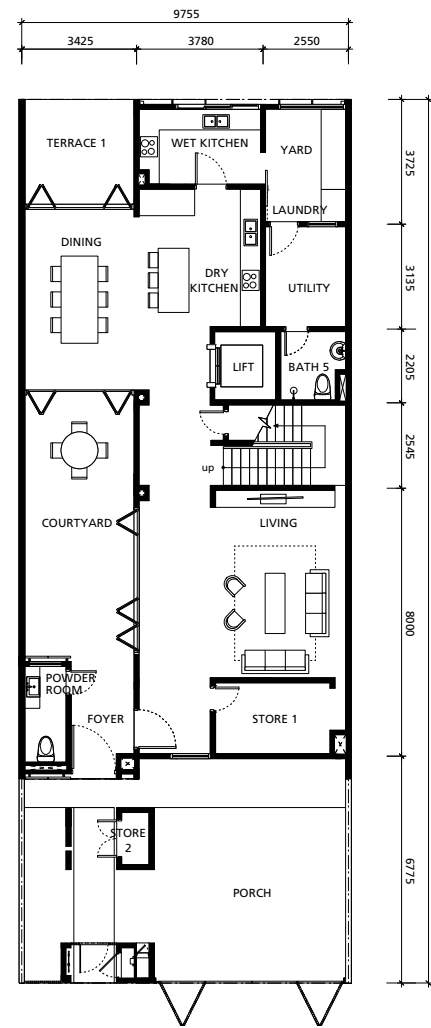 9755
3425
3780
2550
TERRACE 1
WET KITCHEN
YARD
3725
LAUNDRY
DINING
DRY
KITCHEN
UTILITY
3135
LIFT
BATH 5
2205
up
2545
COURTYARD
LIVING
8000
POWDER
ROOM
FOYER
STORE 1
STORE
2
PORCH
6775